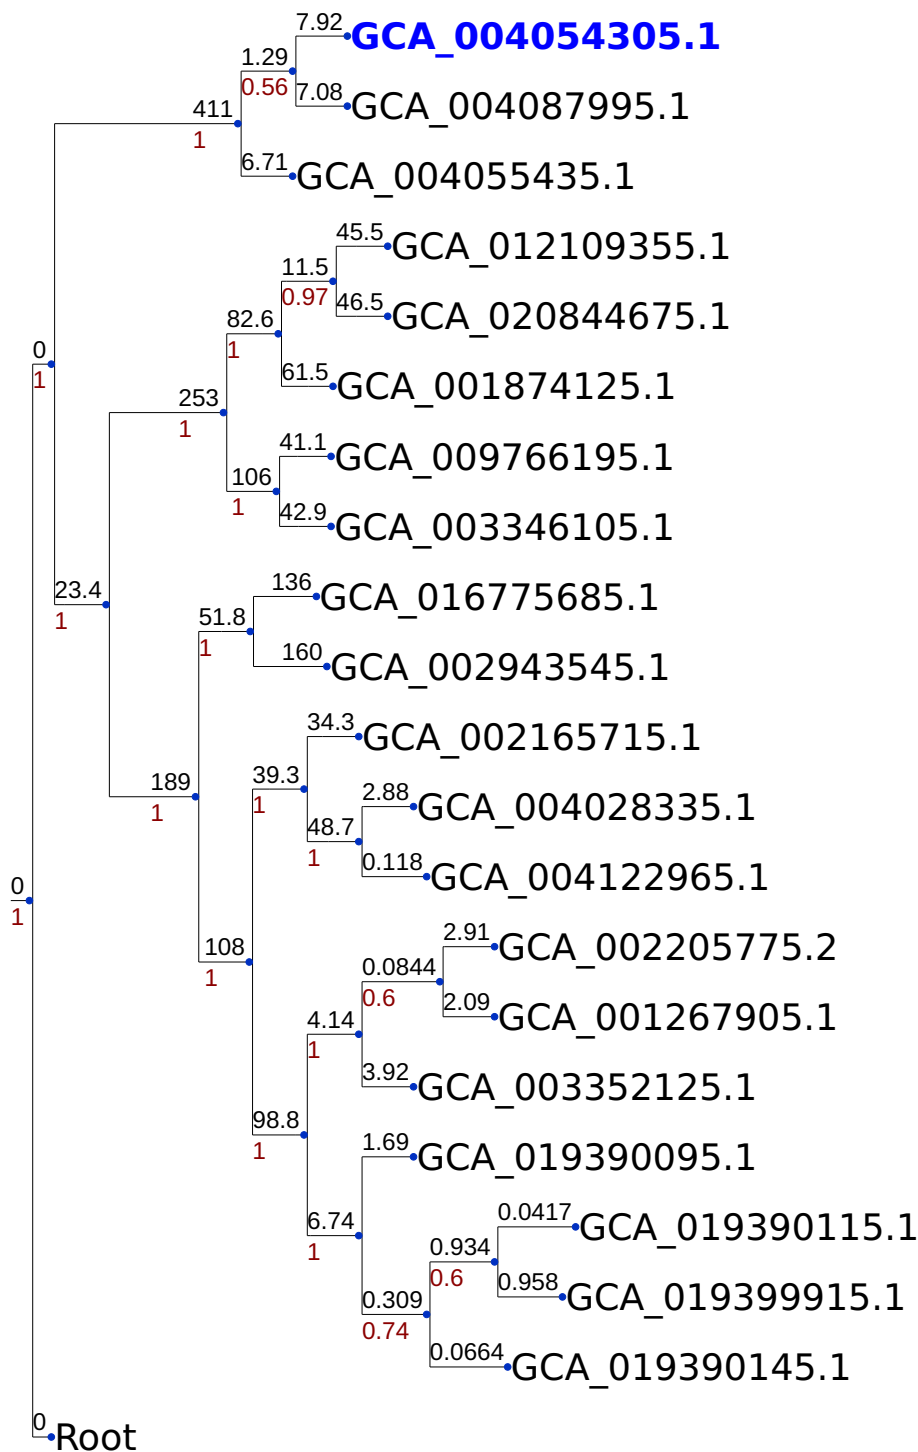 7.92
GCA_004054305.1
1.29
0.56
7.08
GCA_004087995.1
411
1
6.71
GCA_004055435.1
45.5
GCA_012109355.1
11.5
0.97
46.5
GCA_020844675.1
82.6
1
61.5
GCA_001874125.1
0
1
253
1
41.1
GCA_009766195.1
106
1
42.9
GCA_003346105.1
23.4
1
136
GCA_016775685.1
51.8
1
160
GCA_002943545.1
34.3
GCA_002165715.1
189
1
39.3
1
2.88
GCA_004028335.1
48.7
1
0.118
GCA_004122965.1
0
1
108
1
2.91
GCA_002205775.2
0.0844
0.6
2.09
GCA_001267905.1
4.14
1
3.92
GCA_003352125.1
98.8
1
1.69
GCA_019390095.1
6.74
1
0.0417
GCA_019390115.1
0.934
0.6
0.958
GCA_019399915.1
0.309
0.74
0.0664
GCA_019390145.1
0
Root